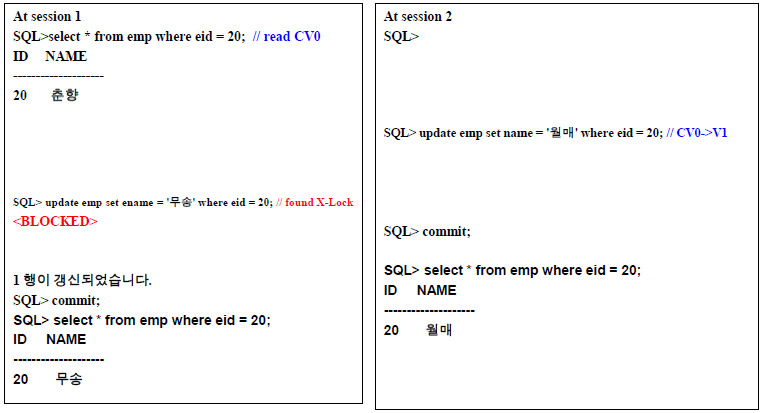 At session 1
SQL>select * from emp where eid = 20;  // read CV0
ID    NAME
--------------------
20      춘향
SQL> update emp set ename = '무송' where eid = 20; // found X-Lock
<BLOCKED>
1 행이 갱신되었습니다.
SQL> commit;
SQL> select * from emp where eid = 20;
ID    NAME
--------------------
20      무송
At session 2
SQL>
SQL> update emp set name = '월매' where eid = 20; // CV0->V1
SQL> commit;
SQL> select * from emp where eid = 20;
ID    NAME
--------------------
20      월매